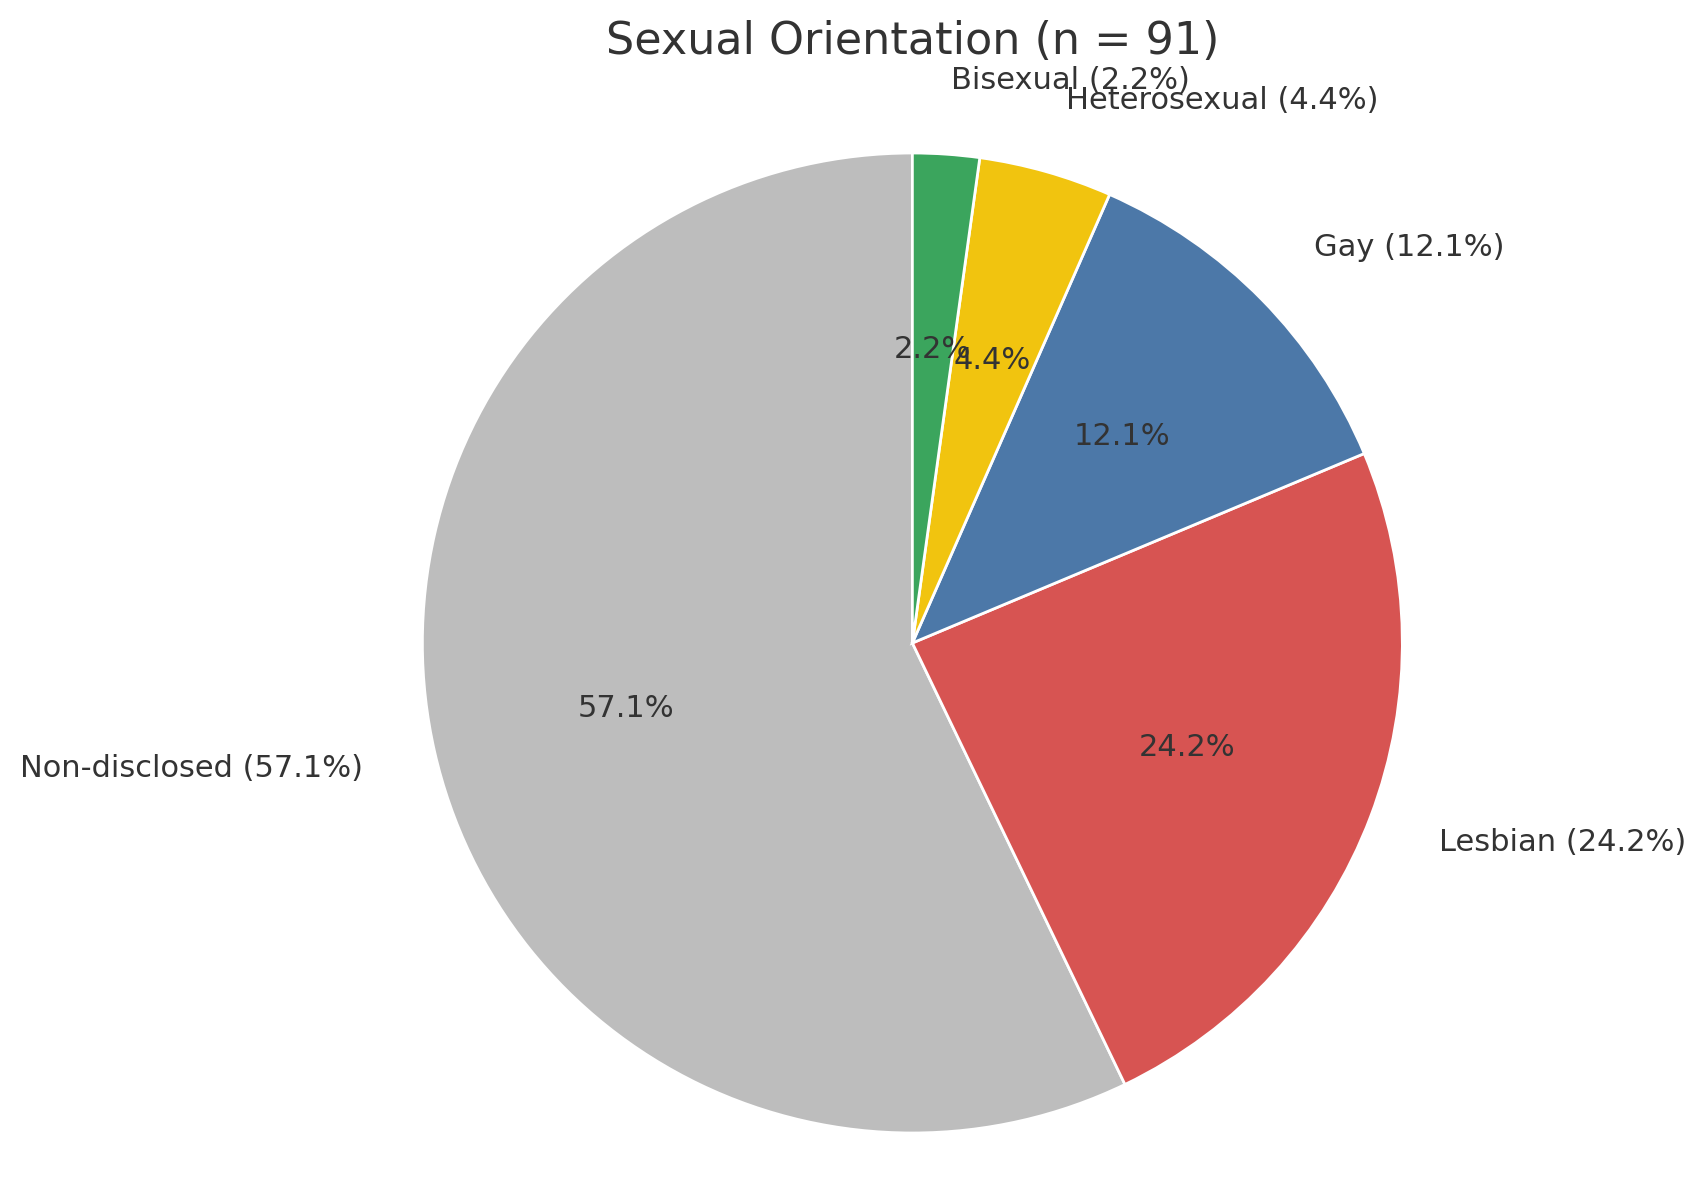 Sexual Orientation (n = 91)
Bisexual (2.2%)
Heterosexual (4.4%)
Gay (12.1%)
2.2%
4.4%
12.1%
57.1%
24.2%
Non-disclosed (57.1%)
Lesbian (24.2%)